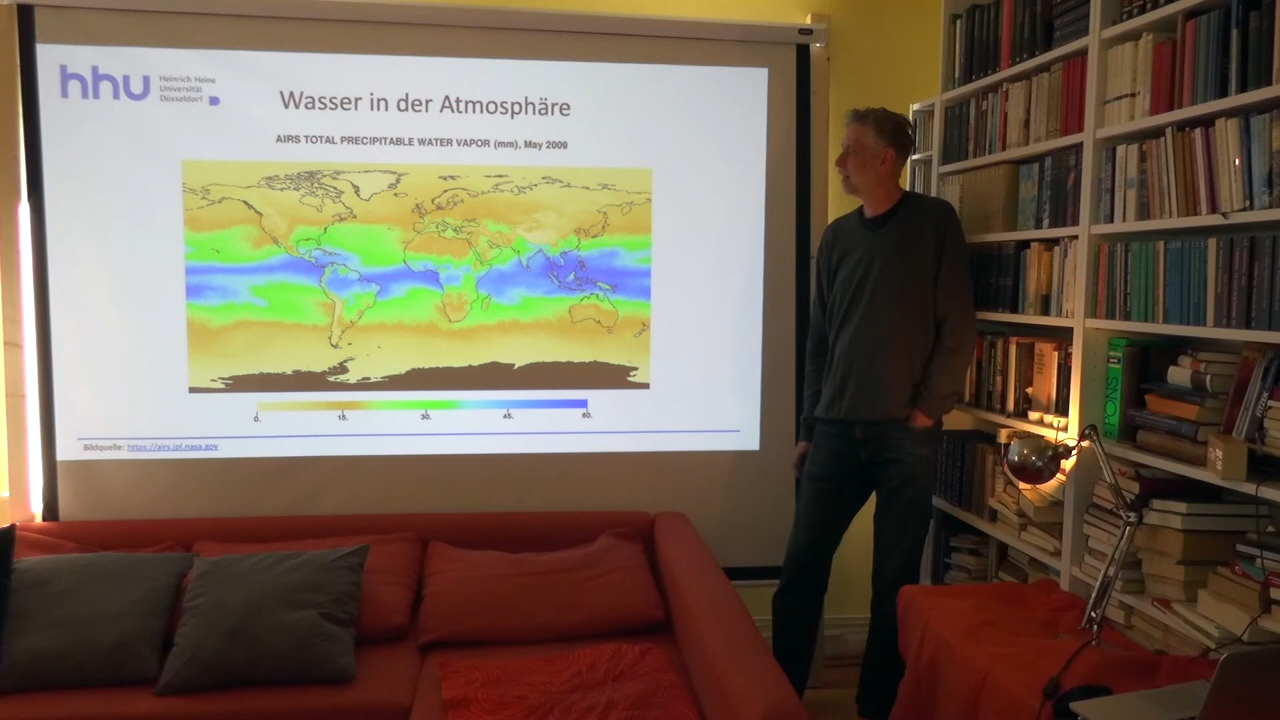 hhu Heinrich Heine
Universität
Düsseldorf
Wasser in der Atmosphäre
AIRS TOTAL PRECIPITABLE WATER VAPOR (mm), May 2009
0. 15. 30. 45. 60.
Bildquelle: https://airs.jpl.nasa.gov
PONS